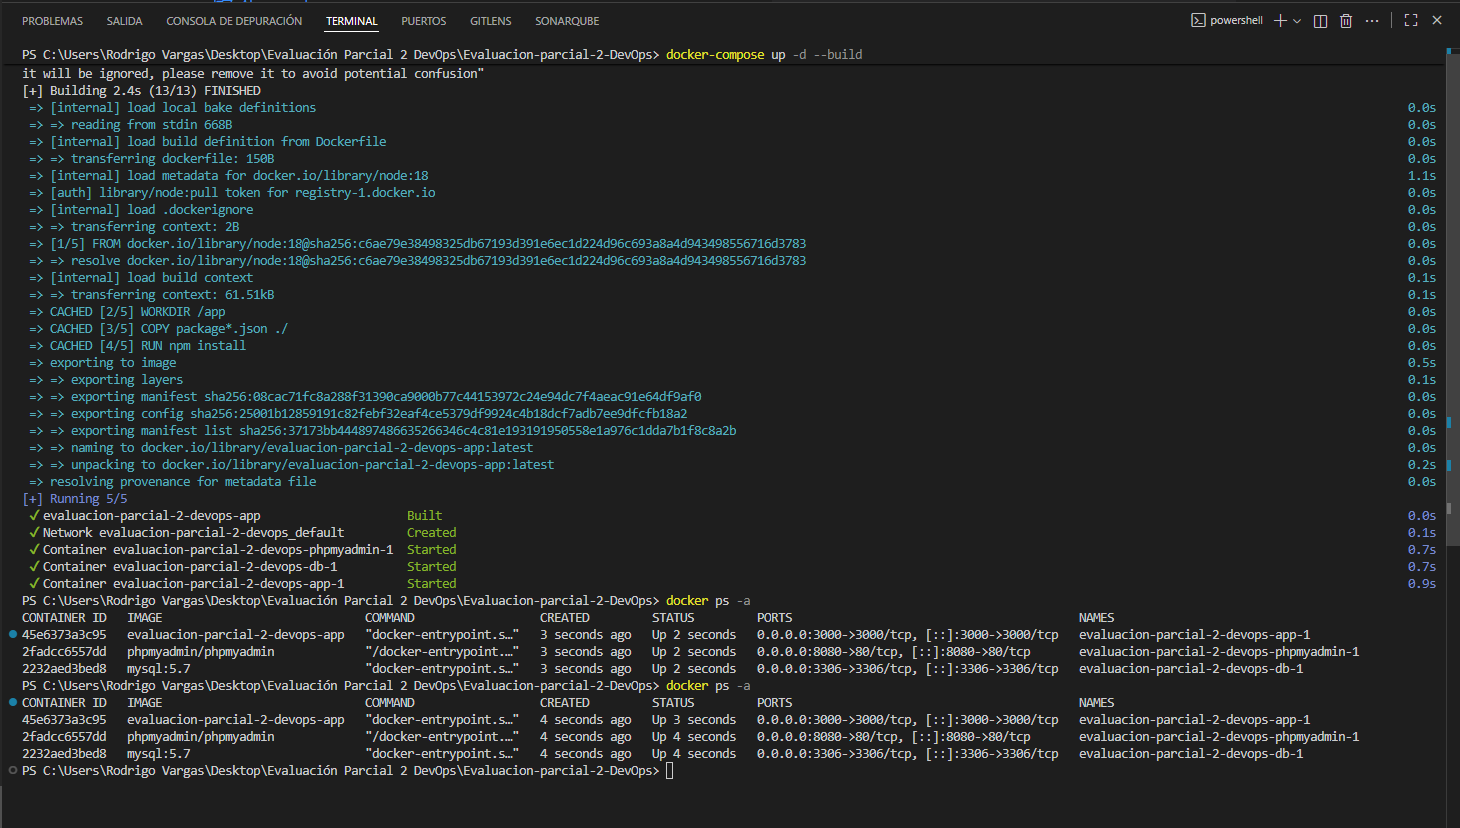 PROBLEMAS SALIDA CONSOLA DE DEPURACIÓN TERMINAL PUERTOS GITLENS SONARQUBE powershell
PS C:\Users\Rodrigo Vargas\Desktop\Evaluación Parcial 2 DevOps\Evaluacion-parcial-2-DevOps> docker-compose up -d --build
it will be ignored, please remove it to avoid potential confusion"
[+] Building 2.4s (13/13) FINISHED
=> [internal] load local bake definitions 0.0s
=> => reading from stdin 668B 0.0s
=> [internal] load build definition from Dockerfile 0.0s
=> => transferring dockerfile: 150B 0.0s
=> [internal] load metadata for docker.io/library/node:18 1.1s
=> [auth] library/node:pull token for registry-1.docker.io 0.0s
=> [internal] load .dockerignore 0.0s
=> => transferring context: 2B 0.0s
=> [1/5] FROM docker.io/library/node:18@sha256:c6ae79e38498325db67193d391e6ec1d224d96c693a8a4d943498556716d3783 0.0s
=> => resolve docker.io/library/node:18@sha256:c6ae79e38498325db67193d391e6ec1d224d96c693a8a4d943498556716d3783 0.0s
=> [internal] load build context 0.1s
=> => transferring context: 61.51kB 0.1s
=> CACHED [2/5] WORKDIR /app 0.0s
=> CACHED [3/5] COPY package*.json ./ 0.0s
=> CACHED [4/5] RUN npm install 0.0s
=> exporting to image 0.5s
=> => exporting layers 0.1s
=> => exporting manifest sha256:08cac71fc8a288f31390ca9000b77c44153972c24e94dc7f4aeac91e64df9af0 0.0s
=> => exporting config sha256:25001b12859191c82febf32eaf4ce5379df9924c4b18dcf7adb7ee9dfcfb18a2 0.0s
=> => exporting manifest list sha256:37173bb444897486635266346c4c81e193191950558e1a976c1dda7b1f8c8a2b 0.0s
=> => naming to docker.io/library/evaluacion-parcial-2-devops-app:latest 0.0s
=> => unpacking to docker.io/library/evaluacion-parcial-2-devops-app:latest 0.2s
=> resolving provenance for metadata file 0.0s
[+] Running 5/5
✓ evaluacion-parcial-2-devops-app Built 0.0s
✓ Network evaluacion-parcial-2-devops_default Created 0.1s
✓ Container evaluacion-parcial-2-devops-phpmyadmin-1 Started 0.7s
✓ Container evaluacion-parcial-2-devops-db-1 Started 0.7s
✓ Container evaluacion-parcial-2-devops-app-1 Started 0.9s
PS C:\Users\Rodrigo Vargas\Desktop\Evaluación Parcial 2 DevOps\Evaluacion-parcial-2-DevOps> docker ps -a
CONTAINER ID IMAGE COMMAND CREATED STATUS PORTS NAMES
45e6373a3c95 evaluacion-parcial-2-devops-app "docker-entrypoint.s…" 3 seconds ago Up 2 seconds 0.0.0.0:3000->3000/tcp, [::]:3000->3000/tcp evaluacion-parcial-2-devops-app-1
2fadcc6557dd phpmyadmin/phpmyadmin "/docker-entrypoint.…" 3 seconds ago Up 2 seconds 0.0.0.0:8080->80/tcp, [::]:8080->80/tcp evaluacion-parcial-2-devops-phpmyadmin-1
2232aed3bed8 mysql:5.7 "docker-entrypoint.s…" 3 seconds ago Up 2 seconds 0.0.0.0:3306->3306/tcp, [::]:3306->3306/tcp evaluacion-parcial-2-devops-db-1
PS C:\Users\Rodrigo Vargas\Desktop\Evaluación Parcial 2 DevOps\Evaluacion-parcial-2-DevOps> docker ps -a
CONTAINER ID IMAGE COMMAND CREATED STATUS PORTS NAMES
45e6373a3c95 evaluacion-parcial-2-devops-app "docker-entrypoint.s…" 4 seconds ago Up 3 seconds 0.0.0.0:3000->3000/tcp, [::]:3000->3000/tcp evaluacion-parcial-2-devops-app-1
2fadcc6557dd phpmyadmin/phpmyadmin "/docker-entrypoint.…" 4 seconds ago Up 4 seconds 0.0.0.0:8080->80/tcp, [::]:8080->80/tcp evaluacion-parcial-2-devops-phpmyadmin-1
2232aed3bed8 mysql:5.7 "docker-entrypoint.s…" 4 seconds ago Up 4 seconds 0.0.0.0:3306->3306/tcp, [::]:3306->3306/tcp evaluacion-parcial-2-devops-db-1
PS C:\Users\Rodrigo Vargas\Desktop\Evaluación Parcial 2 DevOps\Evaluacion-parcial-2-DevOps>